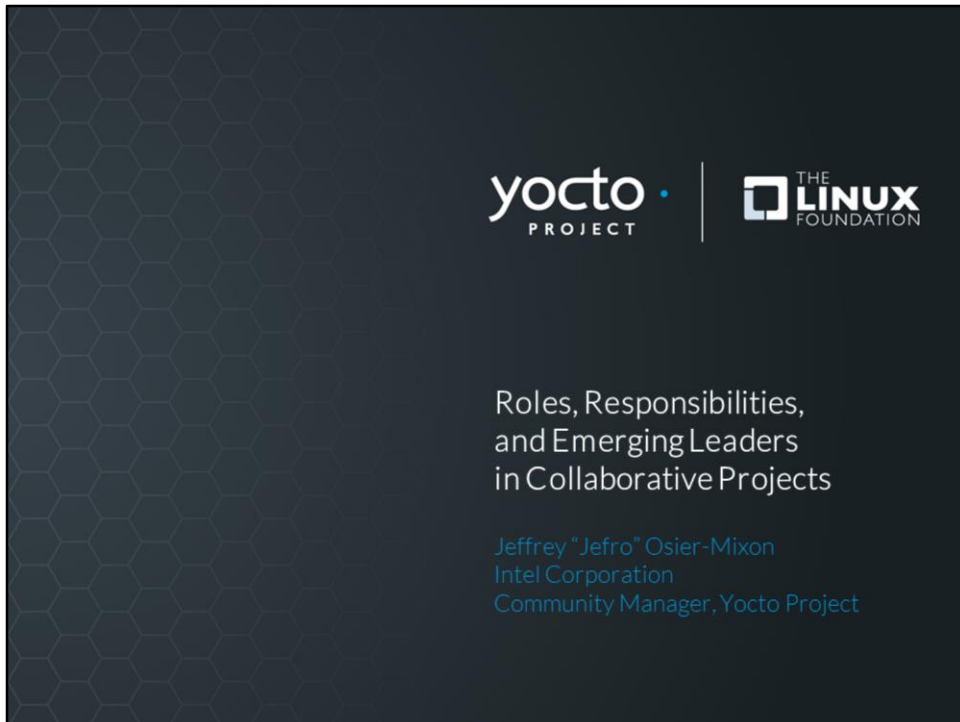 yocto
PROJECT
THE
LINUX
FOUNDATION
Roles, Responsibilities,
and Emerging Leaders
in Collaborative Projects
Jeffrey “Jefro” Osier-Mixon
Intel Corporation
Community Manager, Yocto Project